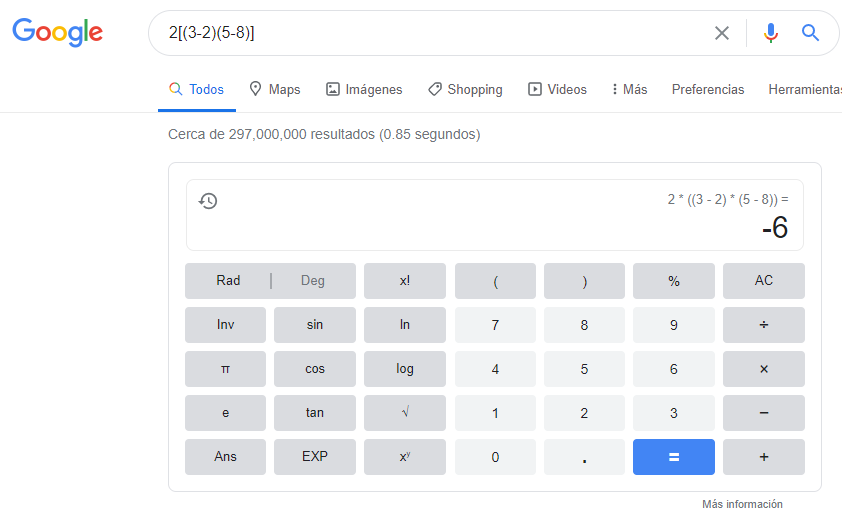 Google 2[(3-2)(5-8)]
Todos Maps Imágenes Shopping Videos Más Preferencias Herramientas
Cerca de 297,000,000 resultados (0.85 segundos)
2 * ((3 - 2) * (5 - 8)) =
-6
Rad | Deg x! ( ) % AC
Inv sin ln 7 8 9 ÷
π cos log 4 5 6 ×
e tan √ 1 2 3 −
Ans EXP xʸ 0 . = +
Más información